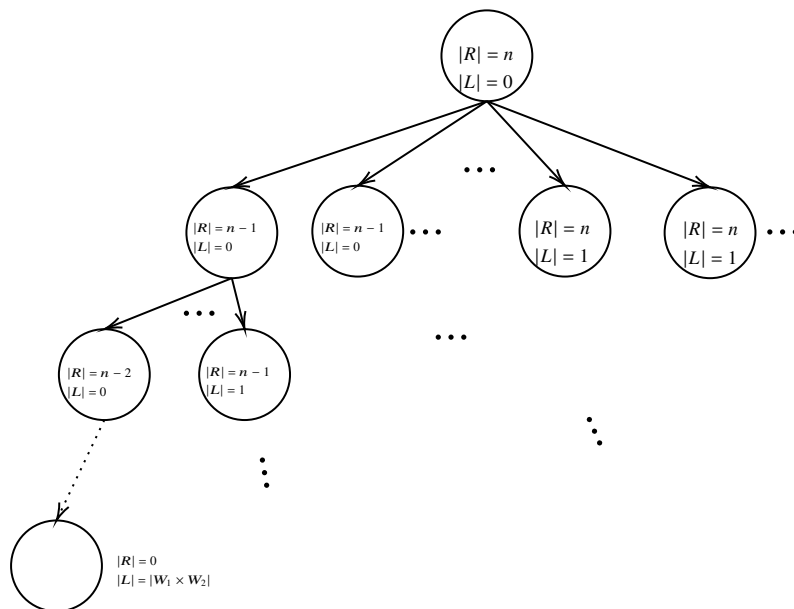 |R| = n
|L| = 0
|R| = n − 1
|L| = 0
|R| = n − 1
|L| = 0
|R| = n
|L| = 1
|R| = n
|L| = 1
|R| = n − 2
|L| = 0
|R| = n − 1
|L| = 1
|R| = 0
|L| = |W₁ × W₂|